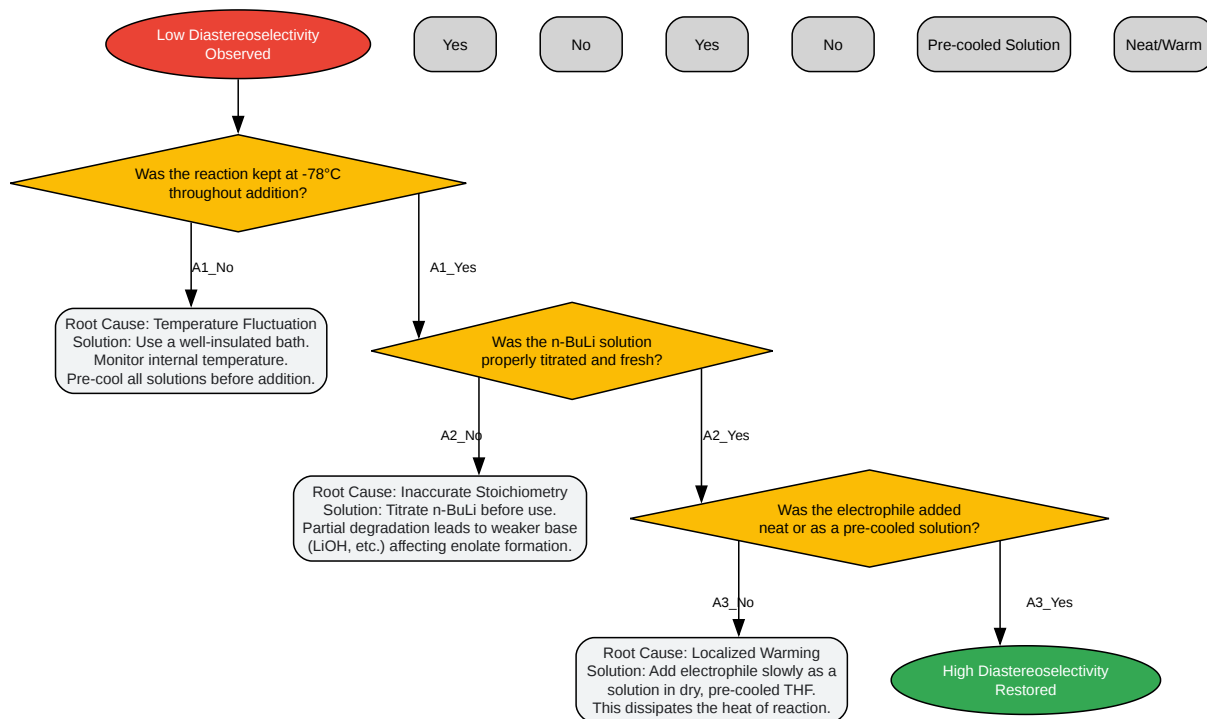 Low Diastereoselectivity
Observed
Yes
No
Yes
No
Pre-cooled Solution
Neat/Warm
Was the reaction kept at -78°C
throughout addition?
A1_No
A1_Yes
Root Cause: Temperature Fluctuation
Solution: Use a well-insulated bath.
Monitor internal temperature.
Pre-cool all solutions before addition.
Was the n-BuLi solution
properly titrated and fresh?
A2_No
A2_Yes
Root Cause: Inaccurate Stoichiometry
Solution: Titrate n-BuLi before use.
Partial degradation leads to weaker base
(LiOH, etc.) affecting enolate formation.
Was the electrophile added
neat or as a pre-cooled solution?
A3_No
A3_Yes
Root Cause: Localized Warming
Solution: Add electrophile slowly as a
solution in dry, pre-cooled THF.
This dissipates the heat of reaction.
High Diastereoselectivity
Restored